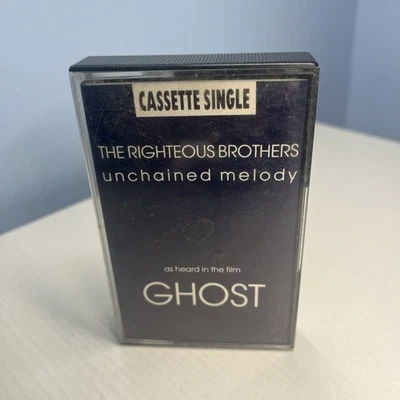 CASSETTE SINGLE
THE RIGHTEOUS BROTHERS
unchained melody
as heard in the film
GHOST